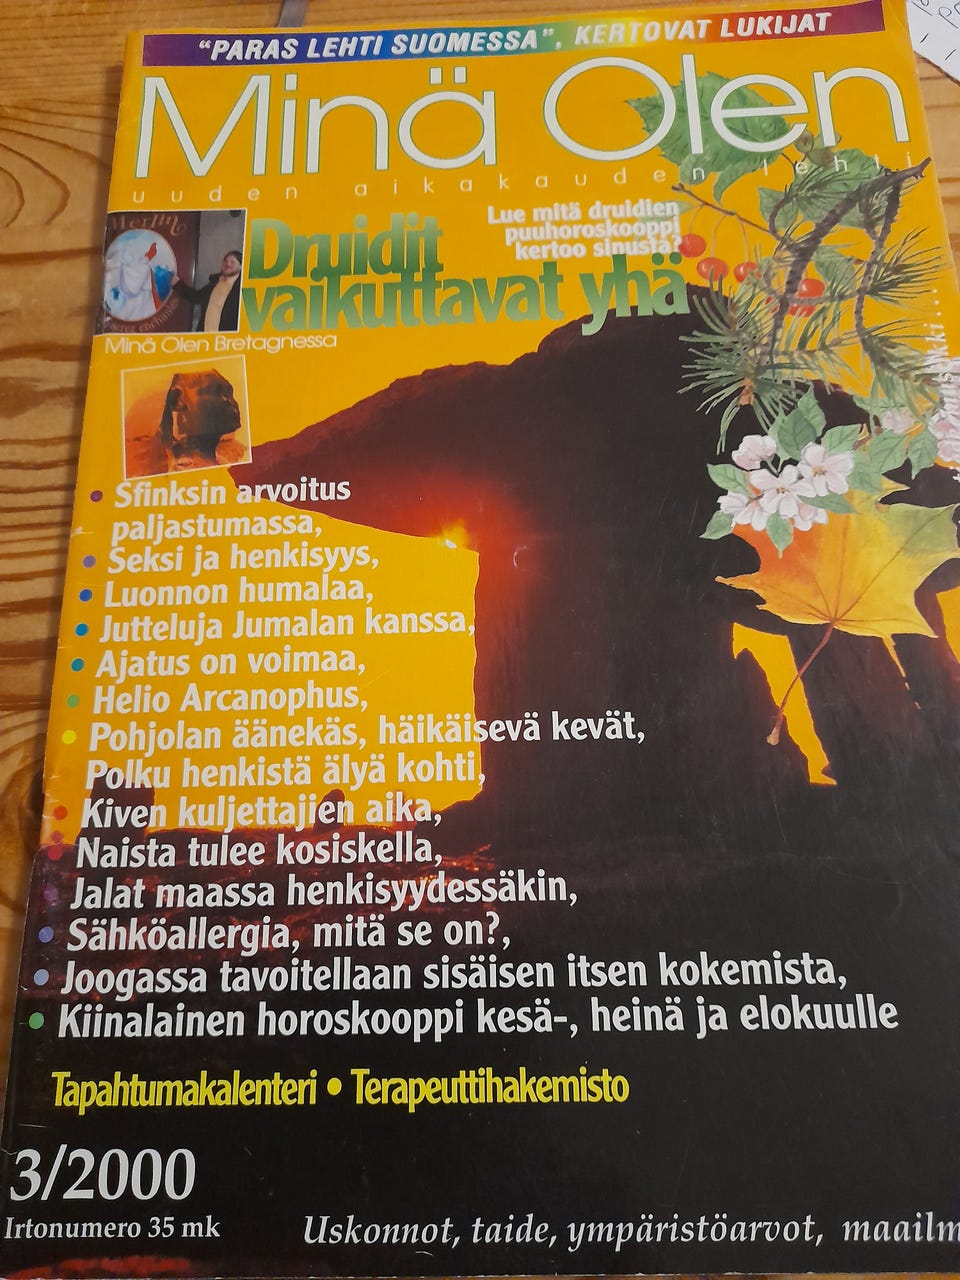 "PARAS LEHTI SUOMESSA", KERTOVAT LUKIJAT
Minä Olen
uuden aikakauden lehti
Merlin
Lue mitä druidien
puuhoroskooppi
kertoo sinusta?
Druidit
vaikuttavat yhä
Minä Olen Bretagnessa
• Sfinksin arvoitus
paljastumassa,
• Seksi ja henkisyys,
• Luonnon humalaa,
• Jutteluja Jumalan kanssa,
• Ajatus on voimaa,
• Helio Arcanophus,
• Pohjolan äänekäs, häikäisevä kevät,
Polku henkistä älyä kohti,
• Kiven kuljettajien aika,
• Naista tulee kosiskella,
• Jalat maassa henkisyydessäkin,
• Sähköallergia, mitä se on?,
• Joogassa tavoitellaan sisäisen itsen kokemista,
• Kiinalainen horoskooppi kesä-, heinä ja elokuulle
Tapahtumakalenteri • Terapeuttihakemisto
3/2000
Irtonumero 35 mk
Uskonnot, taide, ympäristöarvot, maailm